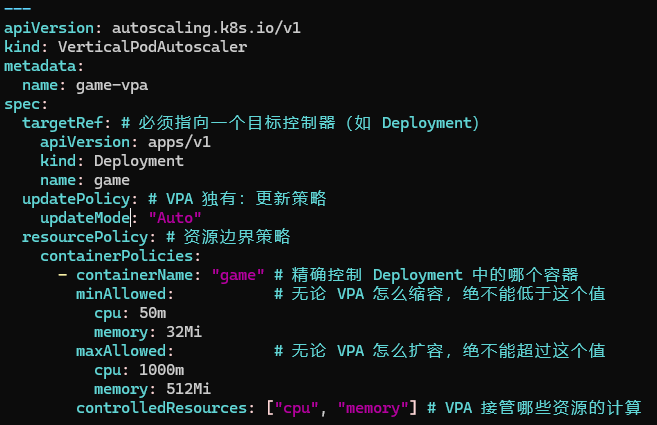 ---
apiVersion: autoscaling.k8s.io/v1
kind: VerticalPodAutoscaler
metadata:
  name: game-vpa
spec:
  targetRef: # 必须指向一个目标控制器（如 Deployment）
    apiVersion: apps/v1
    kind: Deployment
    name: game
  updatePolicy: # VPA 独有：更新策略
    updateMode: "Auto"
  resourcePolicy: # 资源边界策略
    containerPolicies:
      - containerName: "game" # 精确控制 Deployment 中的哪个容器
        minAllowed:           # 无论 VPA 怎么缩容，绝不能低于这个值
          cpu: 50m
          memory: 32Mi
        maxAllowed:           # 无论 VPA 怎么扩容，绝不能超过这个值
          cpu: 1000m
          memory: 512Mi
        controlledResources: ["cpu", "memory"] # VPA 接管哪些资源的计算